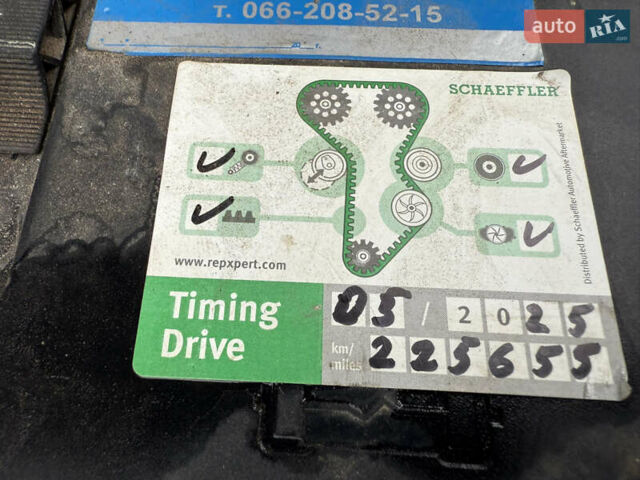 т. 066-208-52-15
auto RIA.com
SCHAEFFLER
Distributed by Schaeffler Automotive Aftermarket
www.repxpert.com
Timing
Drive
05 / 2025
km/
miles
225655